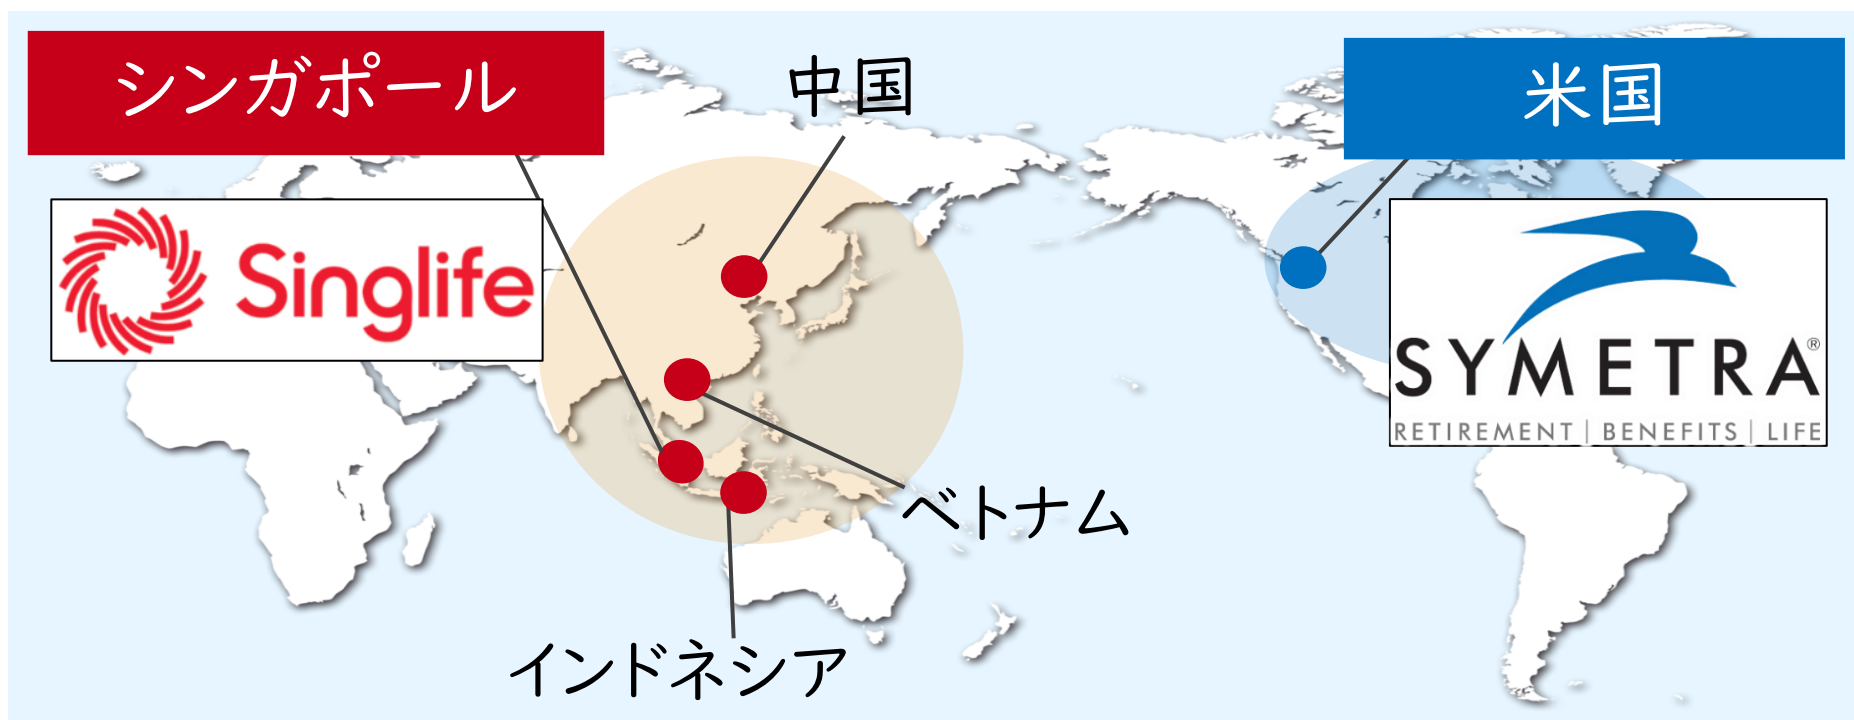 シンガポール
中国
米国
Singlife
SYMETRA®
RETIREMENT | BENEFITS | LIFE
ベトナム
インドネシア